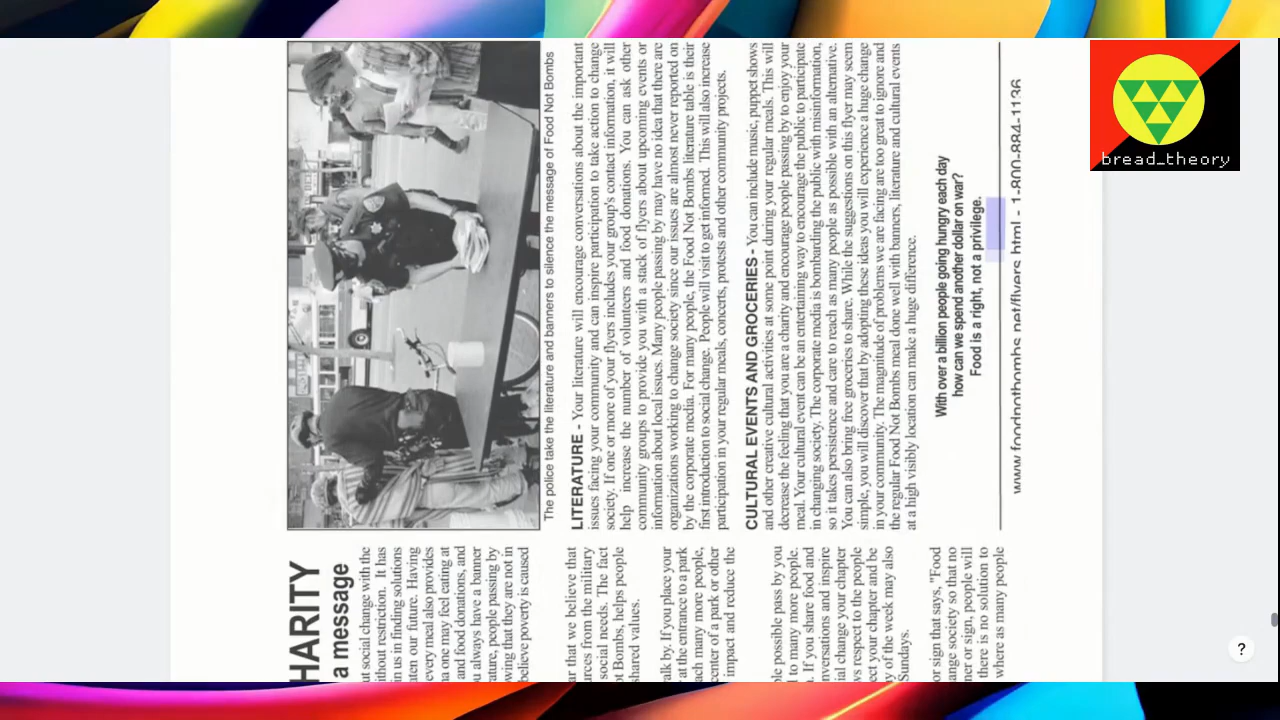 HARITY
a message
ut social change with the
ithout restriction. It has
in us in finding solutions
ten our future. Having
every meal also provides
na one may feel eating at
and food donations, and
u always have a banner
ature, people passing by
wing that they are not in
believe poverty is caused
ar that we believe that
urces from the military
social needs. The fact
ot Bombs, helps people
shared values.
alk by. If you place your
at the entrance to a park
ach many more people,
center of a park or other
impact and reduce the
ple possible pass by you
l to many more people.
. If you share food and
nversations and inspire
ial change your chapter
ws respect to the people
ect your chapter and be
y of the week may also
Sundays.
or sign that says, "Food
ange society so that no
ner or sign, people will
there is no solution to
where as many people
The police take the literature and banners to silence the message of Food Not Bombs
LITERATURE - Your literature will encourage conversations about the important
issues facing your community and can inspire participation to take action to change
society. If one or more of your flyers includes your group's contact information, it will
help increase the number of volunteers and food donations. You can ask other
community groups to provide you with a stack of flyers about upcoming events or
information about local issues. Many people passing by may have no idea that there are
organizations working to change society since our issues are almost never reported on
by the corporate media. For many people, the Food Not Bombs literature table is their
first introduction to social change. People will visit to get informed. This will also increase
participation in your regular meals, concerts, protests and other community projects.
CULTURAL EVENTS AND GROCERIES - You can include music, puppet shows
and other creative cultural activities at some point during your regular meals. This will
decrease the feeling that you are a charity and encourage people passing by to enjoy your
meal. Your cultural event can be an entertaining way to encourage the public to participate
in changing society. The corporate media is bombarding the public with misinformation,
so it takes persistence and care to reach as many people as possible with an alternative.
You can also bring free groceries to share. While the suggestions on this flyer may seem
simple, you will discover that by adopting these ideas you will experience a huge change
in your community. The magnitude of problems we are facing are too great to ignore and
the regular Food Not Bombs meal done well with banners, literature and cultural events
at a high visibly location can make a huge difference.
With over a billion people going hungry each day
how can we spend another dollar on war?
Food is a right, not a privilege.
www.foodnotbombs.net/flyers.html - 1-800-884-1136
bread_theory
?